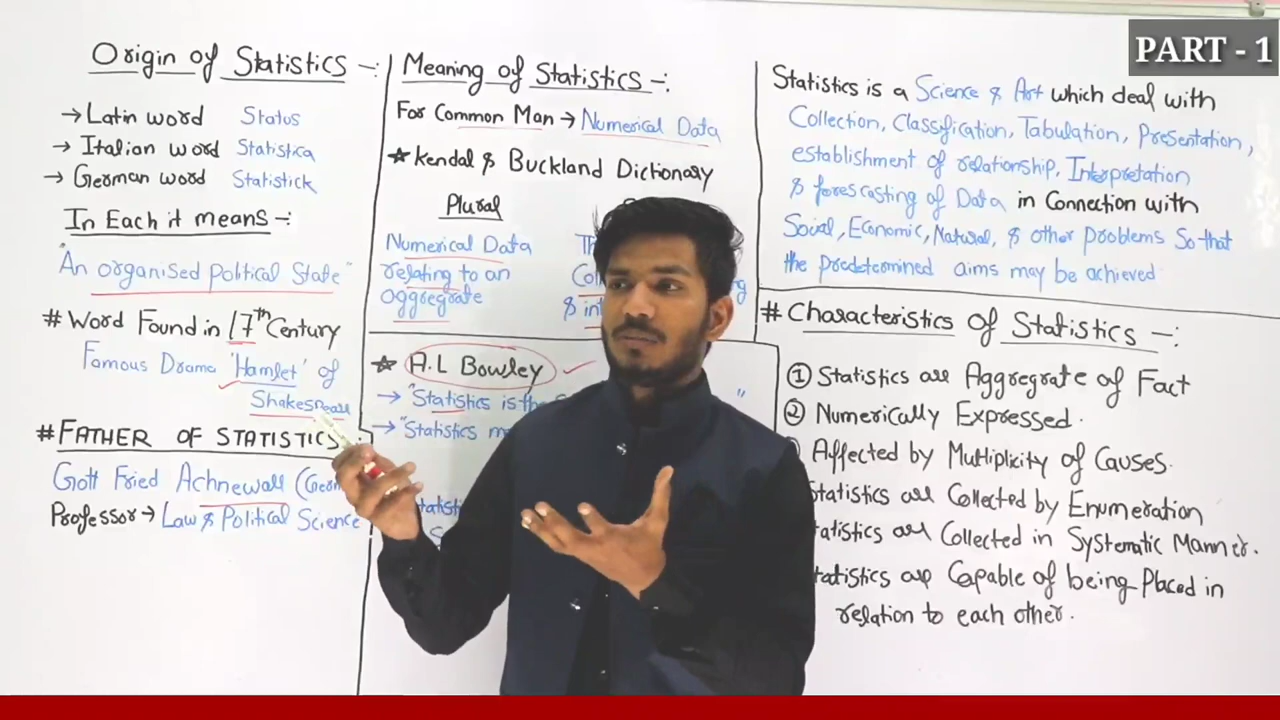 PART - 1
Origin of Statistics -:
→ Latin word Status
→ Italian word Statistica
→ German word Statistick
In Each it means -:
"An organised political State"
# Word Found in 17th Century
Famous Drama 'Hamlet' of
Shakespeare
# FATHER OF STATISTICS :
Gott Fried Achnewall
Professor → Law & Political Science
Meaning of Statistics -:
For Common Man → Numerical Data
★ Kendal & Buckland Dictionary
Plural
Numerical Data
relating to an
aggregrate
&
★ A.L Bowley
→ "Statistics is the "
→ "Statistics
Statistics is a Science & Art which deal with
Collection, Classification, Tabulation, Presentation,
establishment of relationship, Interpretation
& forescasting of Data in Connection with
Social, Economic, Natural, & other problems So that
the predetermined aims may be achieved
# Characteristics of Statistics -:
① Statistics are Aggregrate of Fact
② Numerically Expressed.
Affected by Multiplicity of Causes.
Statistics are Collected by Enumeration
Statistics are Collected in Systematic Manner.
Statistics are Capable of being Placed in
relation to each other.